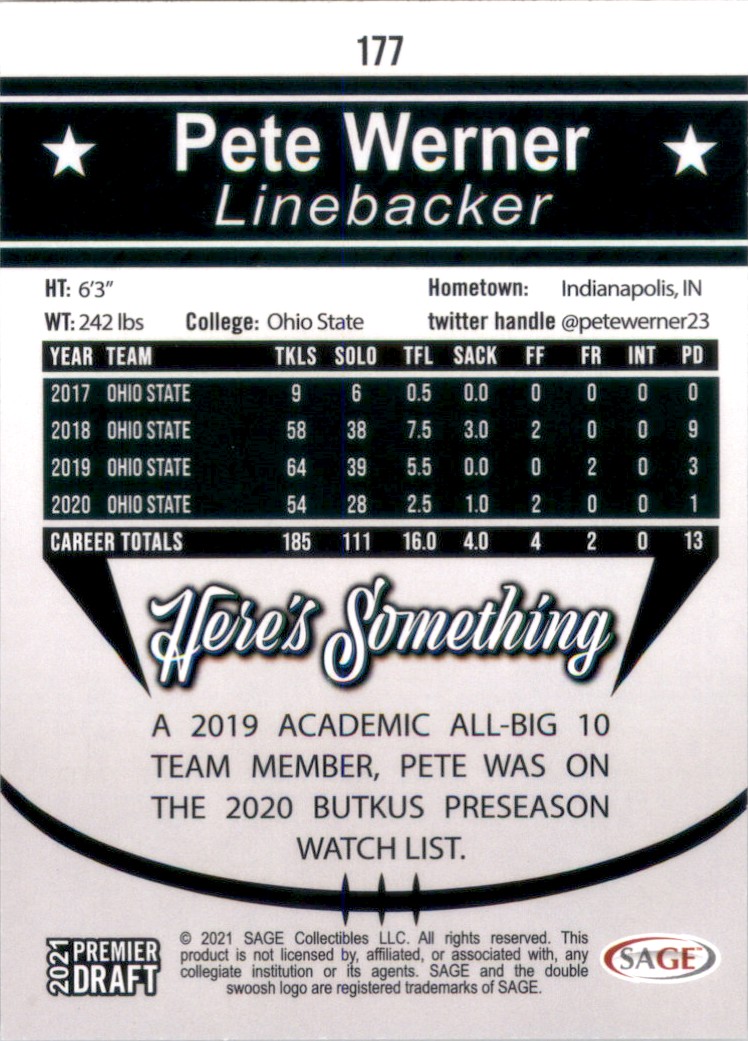 177
Pete Werner
Linebacker
HT: 6'3" Hometown: Indianapolis, IN
WT: 242 lbs College: Ohio State twitter handle @petewerner23
YEAR TEAM TKLS SOLO TFL SACK FF FR INT PD
2017 OHIO STATE 9 6 0.5 0.0 0 0 0 0
2018 OHIO STATE 58 38 7.5 3.0 2 0 0 9
2019 OHIO STATE 64 39 5.5 0.0 0 2 0 3
2020 OHIO STATE 54 28 2.5 1.0 2 0 0 1
CAREER TOTALS 185 111 16.0 4.0 4 2 0 13
Here's Something
A 2019 ACADEMIC ALL-BIG 10
TEAM MEMBER, PETE WAS ON
THE 2020 BUTKUS PRESEASON
WATCH LIST.
2021 PREMIER DRAFT
© 2021 SAGE Collectibles LLC. All rights reserved. This
product is not licensed by, affiliated, or associated with, any
collegiate institution or its agents. SAGE and the double
swoosh logo are registered trademarks of SAGE.
SAGE™